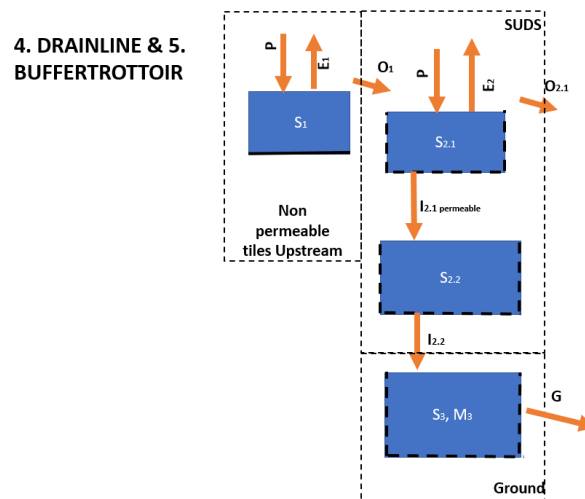 4. DRAINLINE & 5.
BUFFERTROTTOIR
SUDS
P
E1
O1
P
E2
O2.1
S1
S2.1
I2.1 permeable
Non
permeable
tiles Upstream
S2.2
I2.2
S3, M3
G
Ground